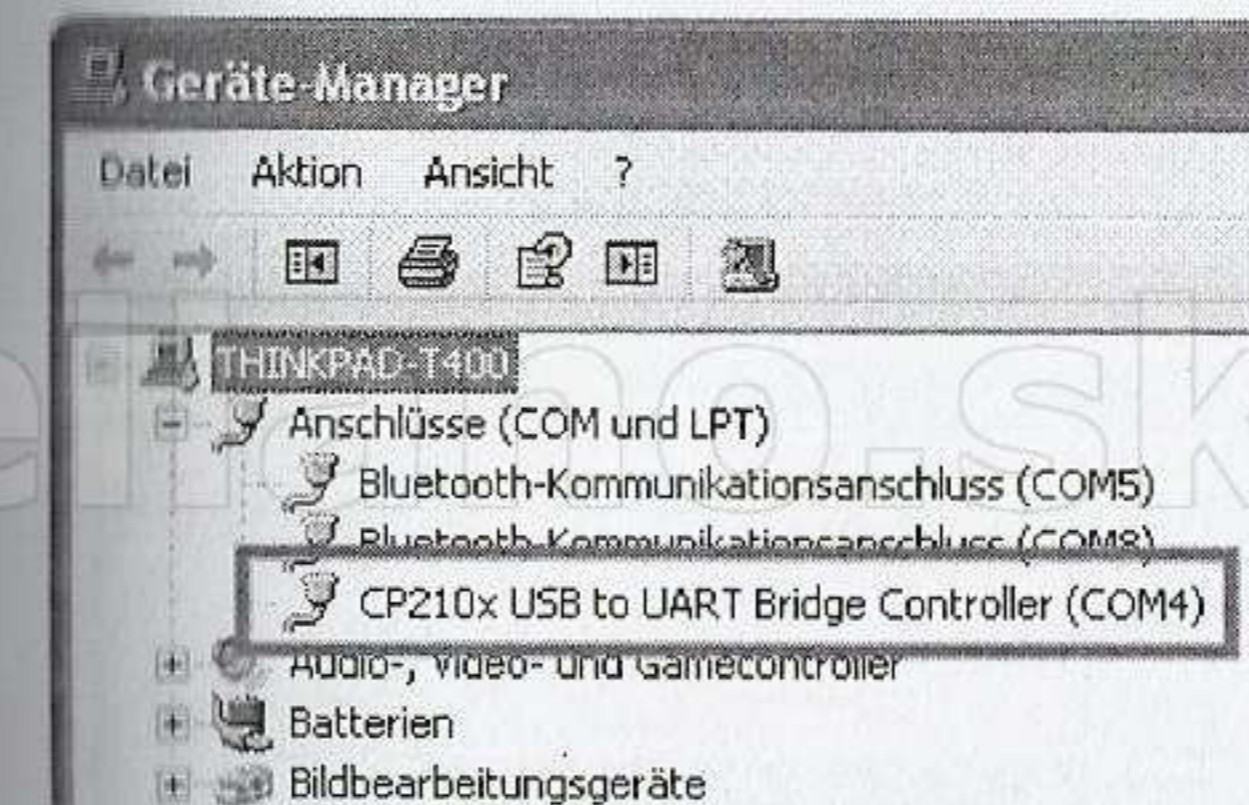 Geräte-Manager
Datei Aktion Ansicht ?
THINKPAD-T400
Anschlüsse (COM und LPT)
Bluetooth-Kommunikationsanschluss (COM5)
Bluetooth-Kommunikationsanschluss (COM8)
CP210x USB to UART Bridge Controller (COM4)
Audio-, Video- und Gamecontroller
Batterien
Bildbearbeitungsgeräte